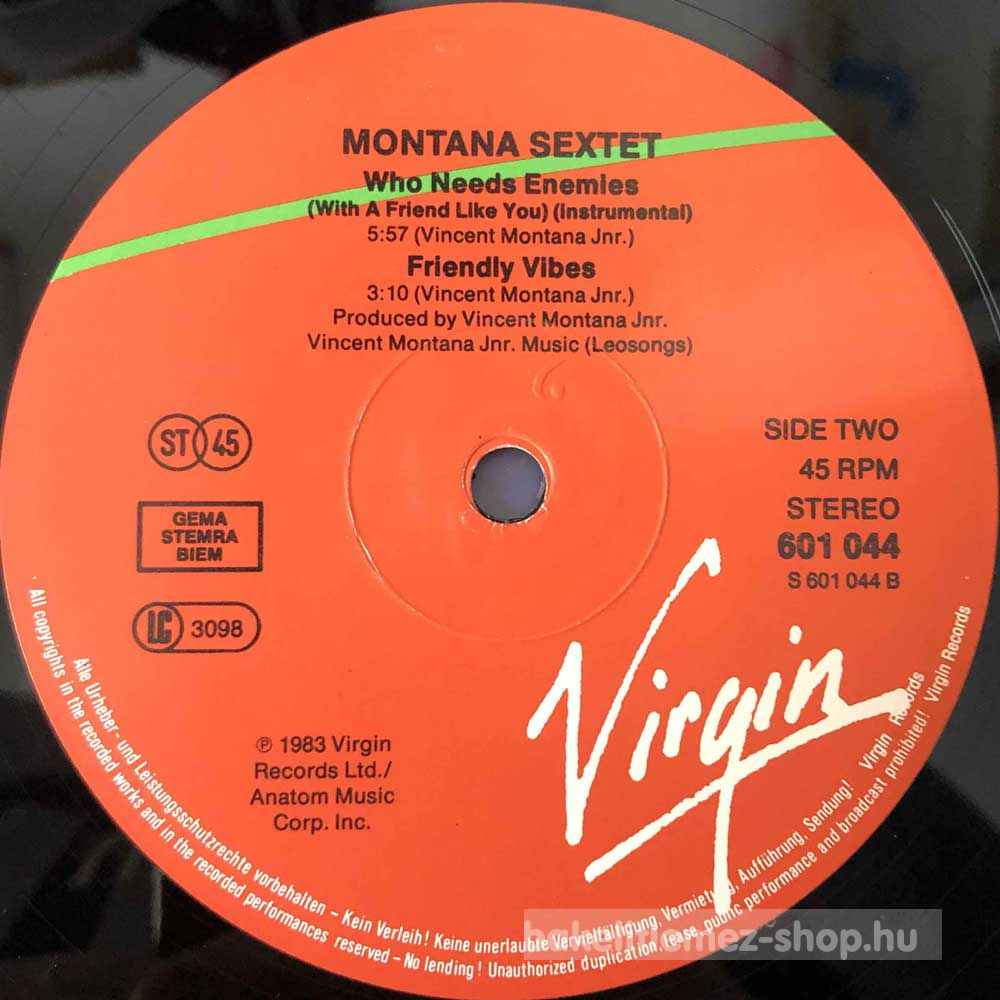 MONTANA SEXTET
Who Needs Enemies
(With A Friend Like You) (Instrumental)
5:57 (Vincent Montana Jnr.)
Friendly Vibes
3:10 (Vincent Montana Jnr.)
Produced by Vincent Montana Jnr.
Vincent Montana Jnr. Music (Leosongs)
ST 45
GEMA
STEMRA
BIEM
LC 3098
SIDE TWO
45 RPM
STEREO
601 044
S 601 044 B
℗ 1983 Virgin
Records Ltd./
Anatom Music
Corp. Inc.
Virgin
Alle Urheber- und Leistungsschutzrechte vorbehalten – Kein Verleih! Keine unerlaubte Vervielfältigung, Vermietung, Aufführung, Sendung! Virgin Records
All copyrights in the recorded works and in the recorded performances reserved – No lending! Unauthorized duplication, lease, public performance and broadcast prohibited! Virgin Records
bakelitlemez-shop.hu